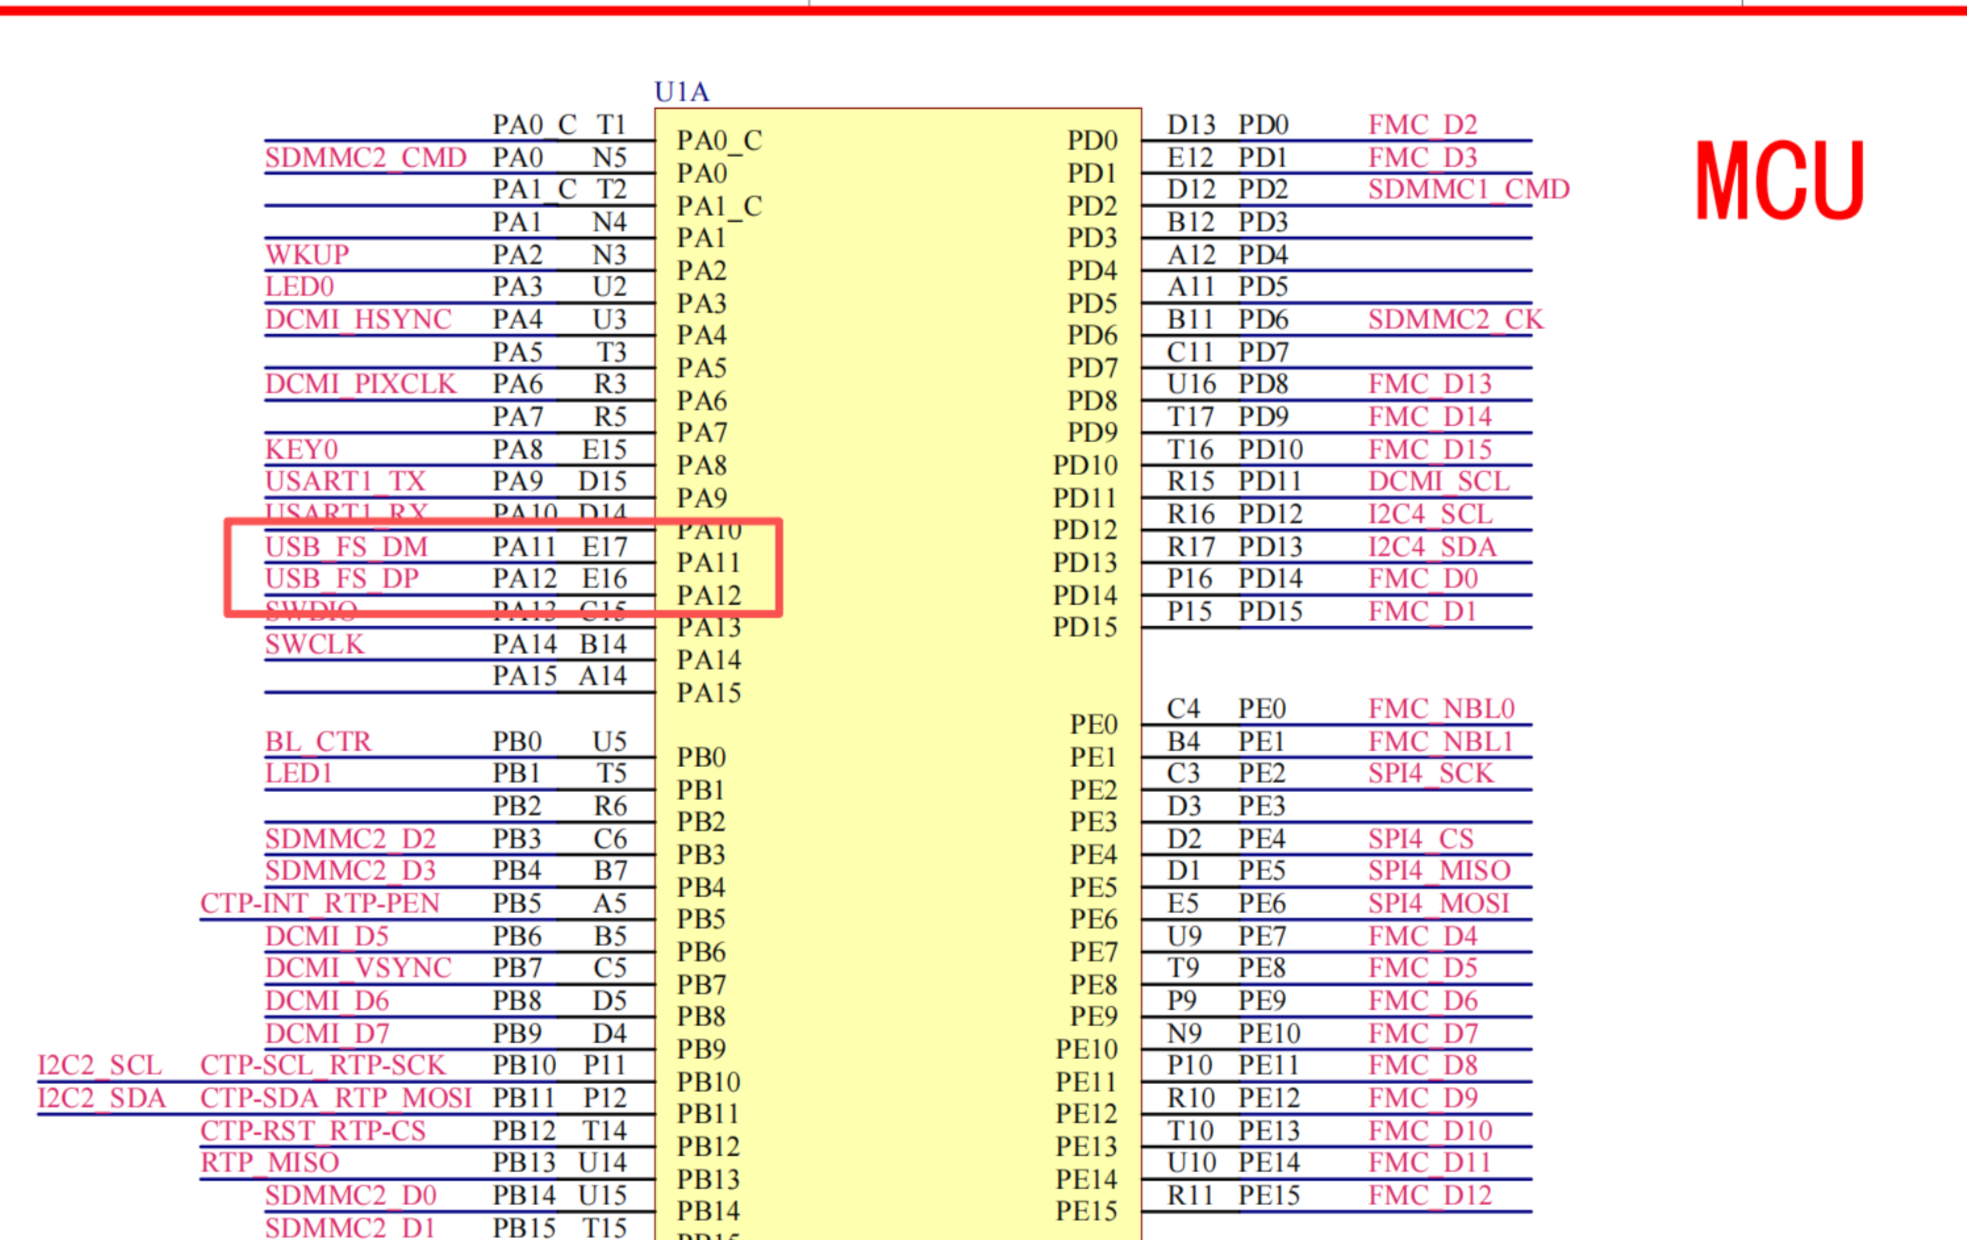 U1A
MCU
PA0_C T1 PA0_C
SDMMC2_CMD PA0 N5 PA0
PA1_C T2 PA1_C
PA1 N4 PA1
WKUP PA2 N3 PA2
LED0 PA3 U2 PA3
DCMI_HSYNC PA4 U3 PA4
PA5 T3 PA5
DCMI_PIXCLK PA6 R3 PA6
PA7 R5 PA7
KEY0 PA8 E15 PA8
USART1_TX PA9 D15 PA9
USART1_RX PA10 D14 PA10
USB_FS_DM PA11 E17 PA11
USB_FS_DP PA12 E16 PA12
SWDIO PA13 C15 PA13
SWCLK PA14 B14 PA14
PA15 A14 PA15
BL_CTR PB0 U5 PB0
LED1 PB1 T5 PB1
PB2 R6 PB2
SDMMC2_D2 PB3 C6 PB3
SDMMC2_D3 PB4 B7 PB4
CTP-INT_RTP-PEN PB5 A5 PB5
DCMI_D5 PB6 B5 PB6
DCMI_VSYNC PB7 C5 PB7
DCMI_D6 PB8 D5 PB8
DCMI_D7 PB9 D4 PB9
I2C2_SCL CTP-SCL_RTP-SCK PB10 P11 PB10
I2C2_SDA CTP-SDA_RTP_MOSI PB11 P12 PB11
CTP-RST_RTP-CS PB12 T14 PB12
RTP_MISO PB13 U14 PB13
SDMMC2_D0 PB14 U15 PB14
SDMMC2_D1 PB15 T15 PB15
PD0 D13 PD0 FMC_D2
PD1 E12 PD1 FMC_D3
PD2 D12 PD2 SDMMC1_CMD
PD3 B12 PD3
PD4 A12 PD4
PD5 A11 PD5
PD6 B11 PD6 SDMMC2_CK
PD7 C11 PD7
PD8 U16 PD8 FMC_D13
PD9 T17 PD9 FMC_D14
PD10 T16 PD10 FMC_D15
PD11 R15 PD11 DCMI_SCL
PD12 R16 PD12 I2C4_SCL
PD13 R17 PD13 I2C4_SDA
PD14 P16 PD14 FMC_D0
PD15 P15 PD15 FMC_D1
PE0 C4 PE0 FMC_NBL0
PE1 B4 PE1 FMC_NBL1
PE2 C3 PE2 SPI4_SCK
PE3 D3 PE3
PE4 D2 PE4 SPI4_CS
PE5 D1 PE5 SPI4_MISO
PE6 E5 PE6 SPI4_MOSI
PE7 U9 PE7 FMC_D4
PE8 T9 PE8 FMC_D5
PE9 P9 PE9 FMC_D6
PE10 N9 PE10 FMC_D7
PE11 P10 PE11 FMC_D8
PE12 R10 PE12 FMC_D9
PE13 T10 PE13 FMC_D10
PE14 U10 PE14 FMC_D11
PE15 R11 PE15 FMC_D12